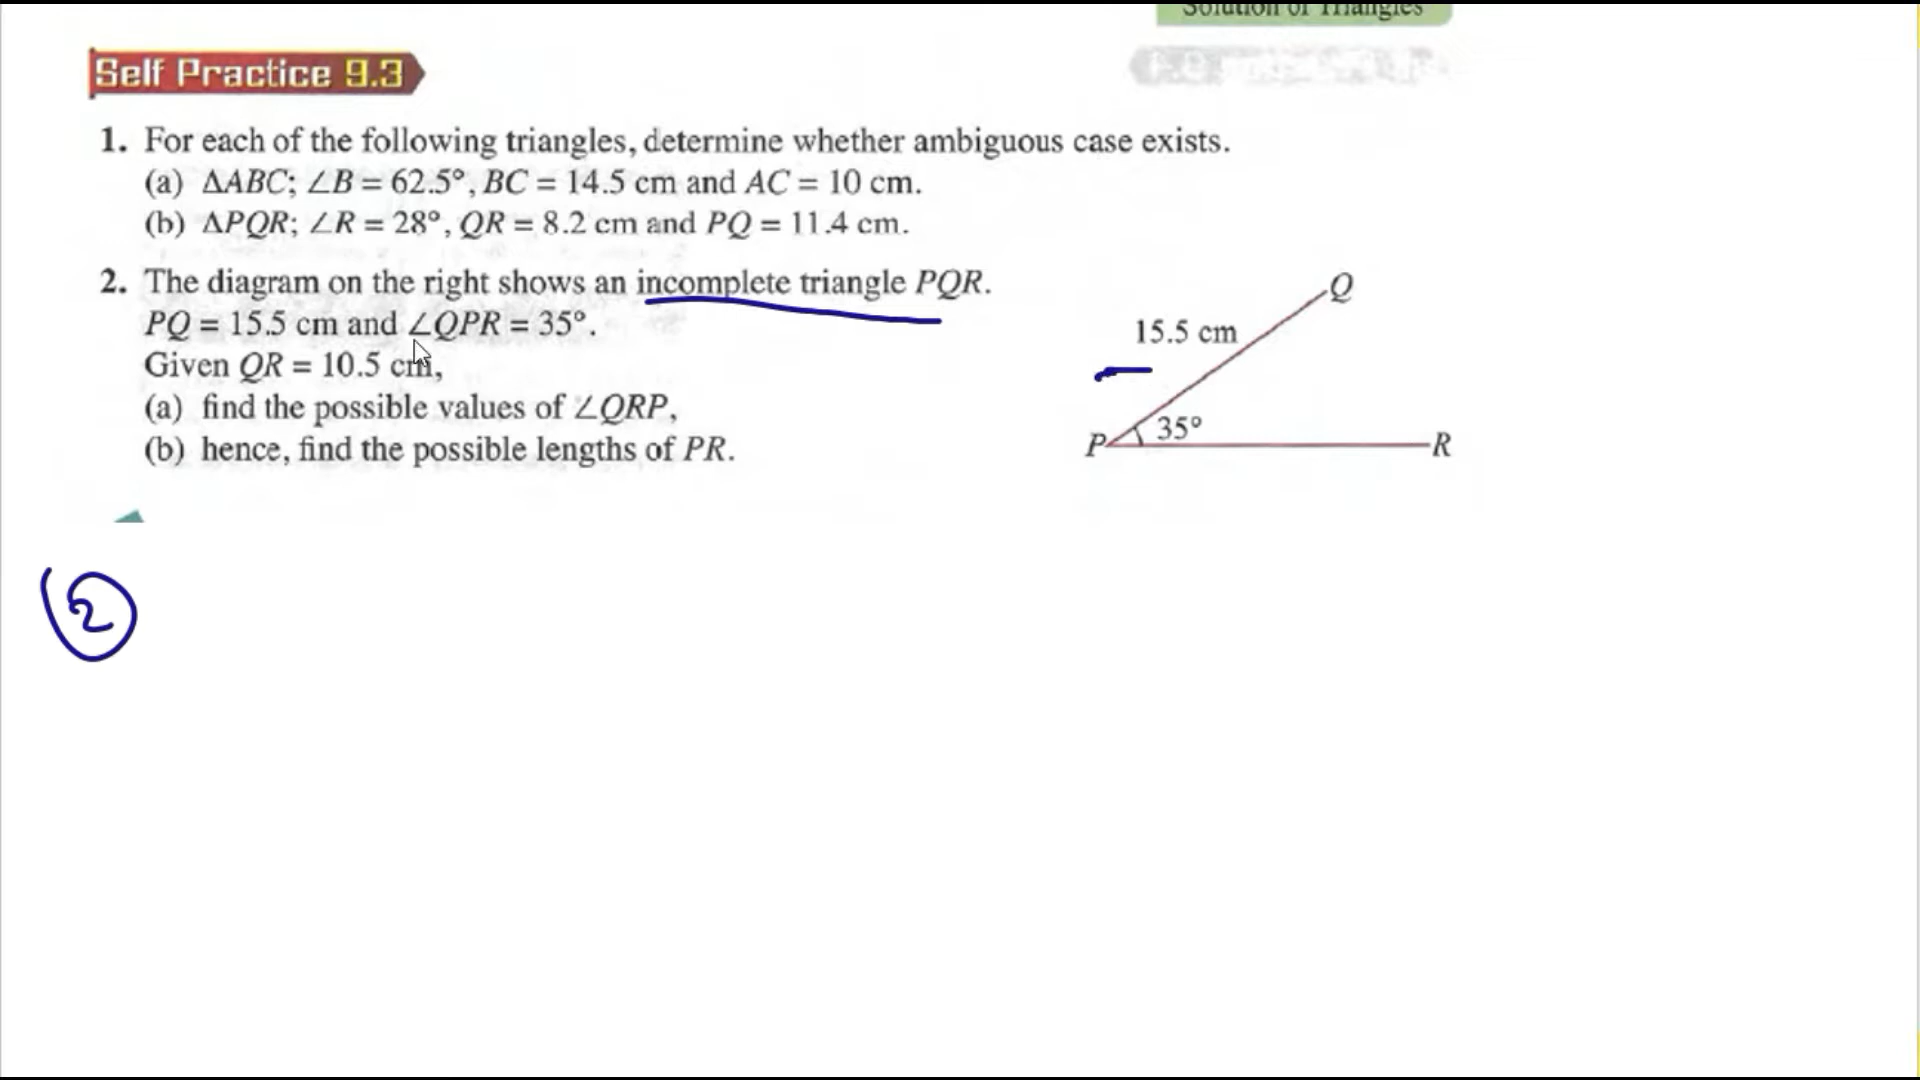 Solution of Triangles
Self Practice 9.3
1. For each of the following triangles, determine whether ambiguous case exists.
(a) ΔABC; ∠B = 62.5°, BC = 14.5 cm and AC = 10 cm.
(b) ΔPQR; ∠R = 28°, QR = 8.2 cm and PQ = 11.4 cm.
2. The diagram on the right shows an incomplete triangle PQR.
PQ = 15.5 cm and ∠QPR = 35°.
Given QR = 10.5 cm,
(a) find the possible values of ∠QRP,
(b) hence, find the possible lengths of PR.
Q
15.5 cm
35°
P
R
2